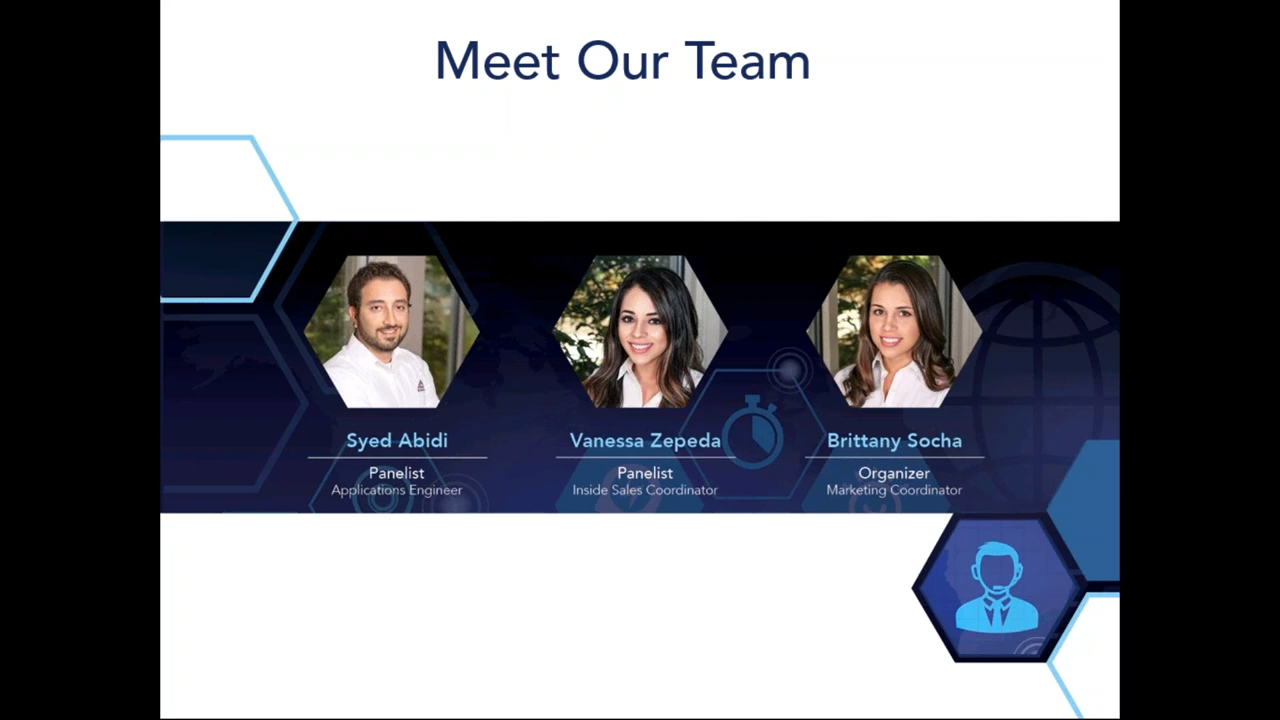 Meet Our Team
Syed Abidi
Panelist
Applications Engineer
Vanessa Zepeda
Panelist
Inside Sales Coordinator
Brittany Socha
Organizer
Marketing Coordinator